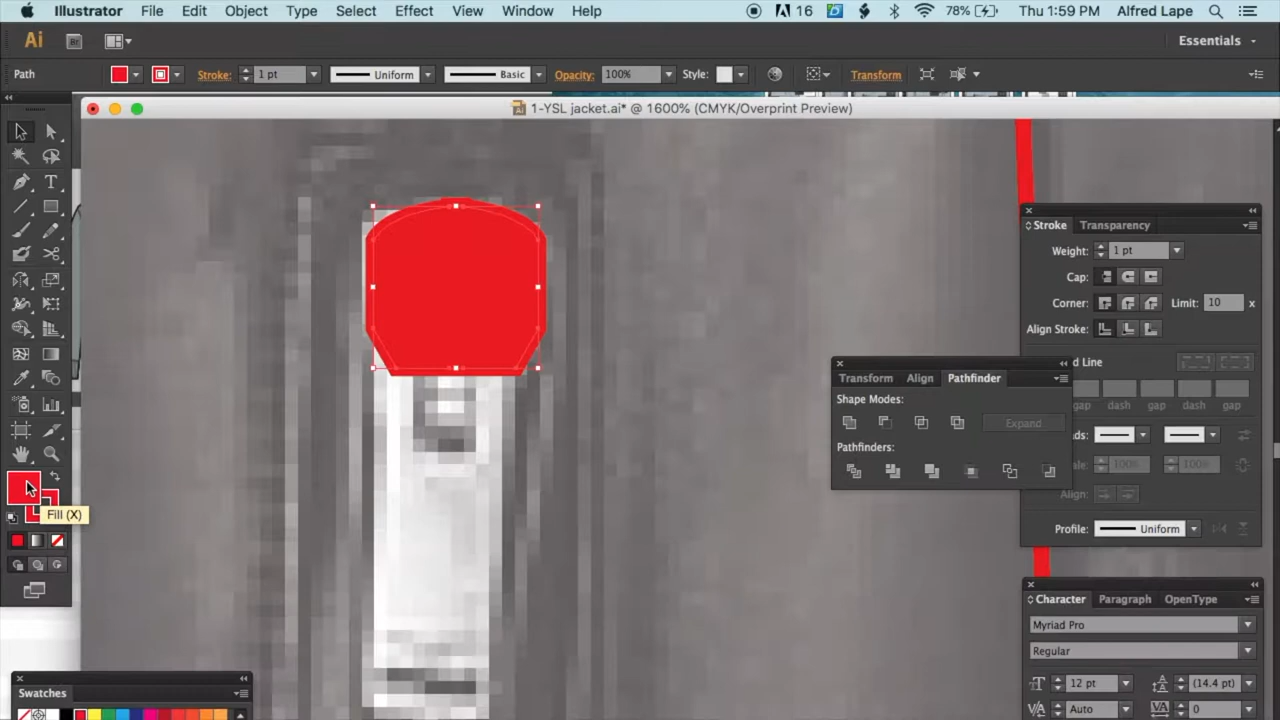 Illustrator File Edit Object Type Select Effect View Window Help 16 78% Thu 1:59 PM Alfred Lape
Ai Br Essentials
Path Stroke: 1 pt Uniform Basic Opacity: 100% Style: Transform
1-YSL jacket.ai* @ 1600% (CMYK/Overprint Preview)
Stroke Transparency
Weight: 1 pt
Cap:
Corner: Limit: 10 x
Align Stroke:
d Line
gap dash gap dash gap
ds:
ale: 100% 100%
Align:
Profile: Uniform
Transform Align Pathfinder
Shape Modes:
Expand
Pathfinders:
Fill (X)
Character Paragraph OpenType
Myriad Pro
Regular
12 pt (14.4 pt)
Auto 0
Swatches